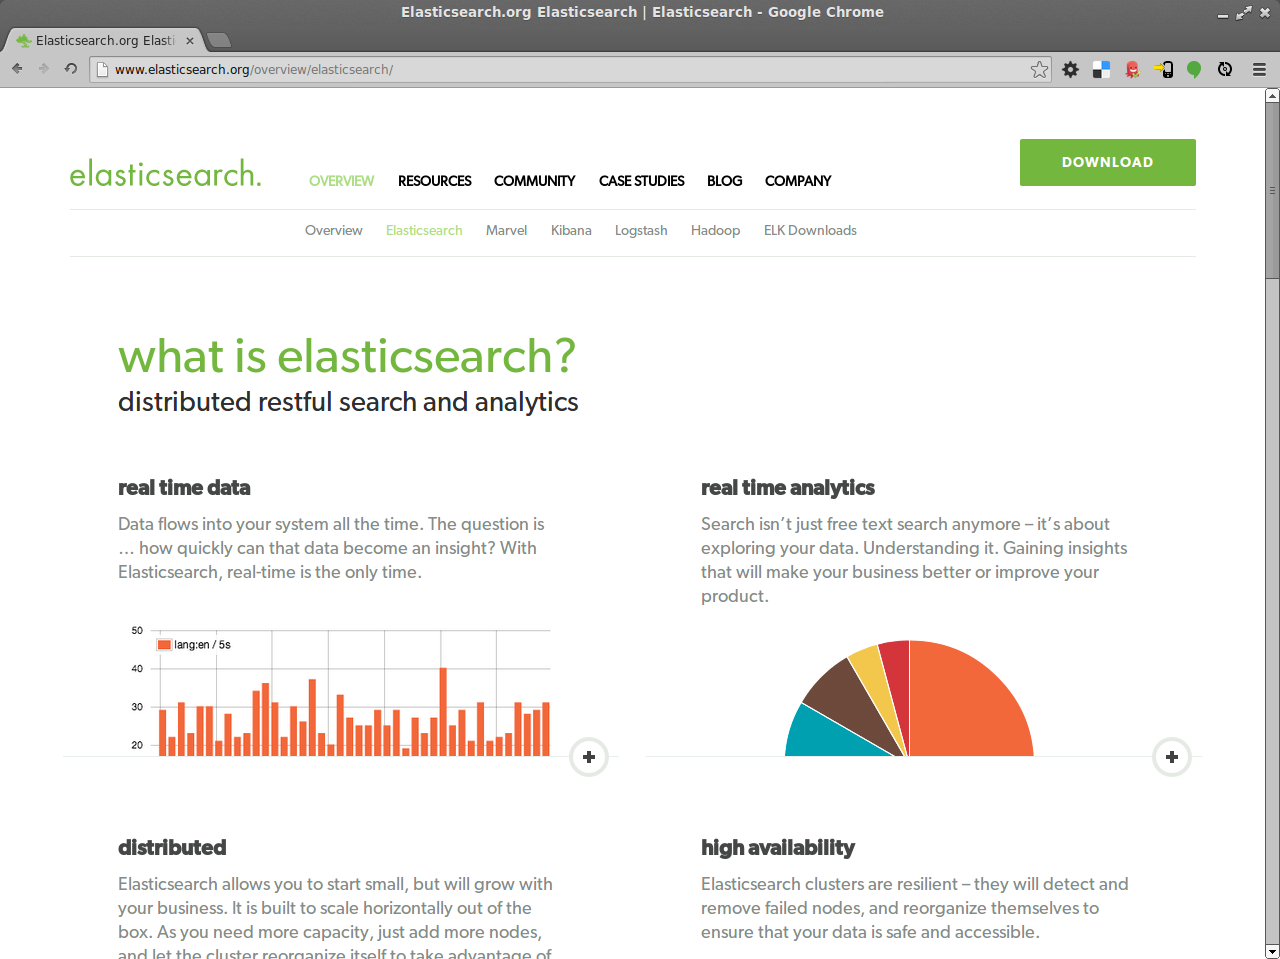 Elasticsearch.org Elasticsearch | Elasticsearch - Google Chrome
Elasticsearch.org Elasti
www.elasticsearch.org/overview/elasticsearch/
elasticsearch.
OVERVIEW RESOURCES COMMUNITY CASE STUDIES BLOG COMPANY
DOWNLOAD
Overview Elasticsearch Marvel Kibana Logstash Hadoop ELK Downloads
what is elasticsearch?
distributed restful search and analytics
real time data
Data flows into your system all the time. The question is
... how quickly can that data become an insight? With
Elasticsearch, real-time is the only time.
50
lang:en / 5s
40
30
20
real time analytics
Search isn’t just free text search anymore – it’s about
exploring your data. Understanding it. Gaining insights
that will make your business better or improve your
product.
distributed
Elasticsearch allows you to start small, but will grow with
your business. It is built to scale horizontally out of the
box. As you need more capacity, just add more nodes,
and let the cluster reorganize itself to take advantage of
high availability
Elasticsearch clusters are resilient – they will detect and
remove failed nodes, and reorganize themselves to
ensure that your data is safe and accessible.